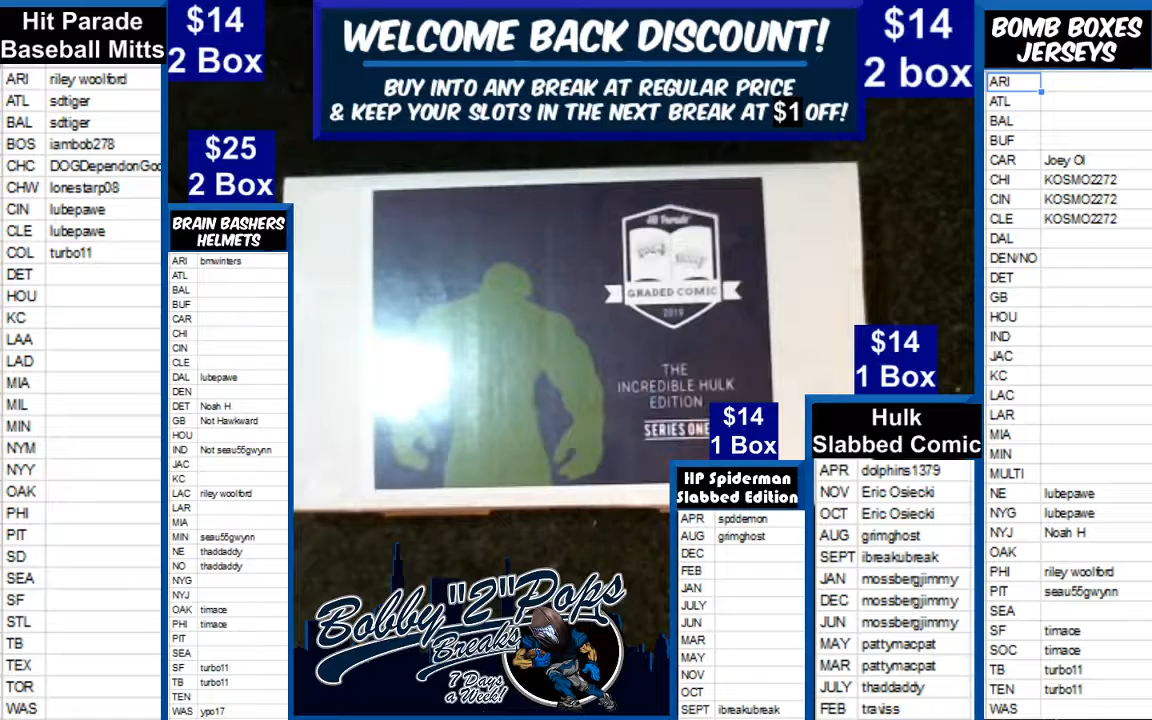 Hit Parade
Baseball Mitts
ARI riley woolford
ATL sdtiger
BAL sdtiger
BOS iambob278
CHC DOGDependonGoo
CHW lonestarp08
CIN lubepawe
CLE lubepawe
COL turbo11
DET
HOU
KC
LAA
LAD
MIA
MIL
MIN
NYM
NYY
OAK
PHI
PIT
SD
SEA
SF
STL
TB
TEX
TOR
WAS
$14
2 Box
$25
2 Box
BRAIN BASHERS
HELMETS
ARI bmwinters
ATL
BAL
BUF
CAR
CHI
CIN
CLE
DAL lubepawe
DEN
DET Noah H
GB Not Hawkward
HOU
IND Not seau55gwynn
JAC
KC
LAC riley woolford
LAR
MIA
MIN seau55gwynn
NE thaddaddy
NO thaddaddy
NYG
NYJ
OAK timace
PHI timace
PIT
SEA
SF turbo11
TB turbo11
TEN
WAS ypo17
WELCOME BACK DISCOUNT!
BUY INTO ANY BREAK AT REGULAR PRICE
& KEEP YOUR SLOTS IN THE NEXT BREAK AT $1 OFF!
Hit Parade
GRADED COMIC
2019
THE
INCREDIBLE HULK
EDITION
SERIES ONE
Bobby "2" Pops
Breaks
7 Days
a Week!
$14
1 Box
HP Spiderman
Slabbed Edition
APR spddemon
AUG grimghost
DEC
FEB
JAN
JULY
JUN
MAR
MAY
NOV
OCT
SEPT ibreakubreak
$14
1 Box
Hulk
Slabbed Comic
APR dolphins1379
NOV Eric Osiecki
OCT Eric Osiecki
AUG grimghost
SEPT ibreakubreak
JAN mossbergjimmy
DEC mossbergjimmy
JUN mossbergjimmy
MAY pattymacpat
MAR pattymacpat
JULY thaddaddy
FEB traviss
$14
2 box
BOMB BOXES
JERSEYS
ARI
ATL
BAL
BUF
CAR Joey Ol
CHI KOSMO2272
CIN KOSMO2272
CLE KOSMO2272
DAL
DEN/NO
DET
GB
HOU
IND
JAC
KC
LAC
LAR
MIA
MIN
MULTI
NE lubepawe
NYG lubepawe
NYJ Noah H
OAK
PHI riley woolford
PIT seau55gwynn
SEA
SF timace
SOC timace
TB turbo11
TEN turbo11
WAS